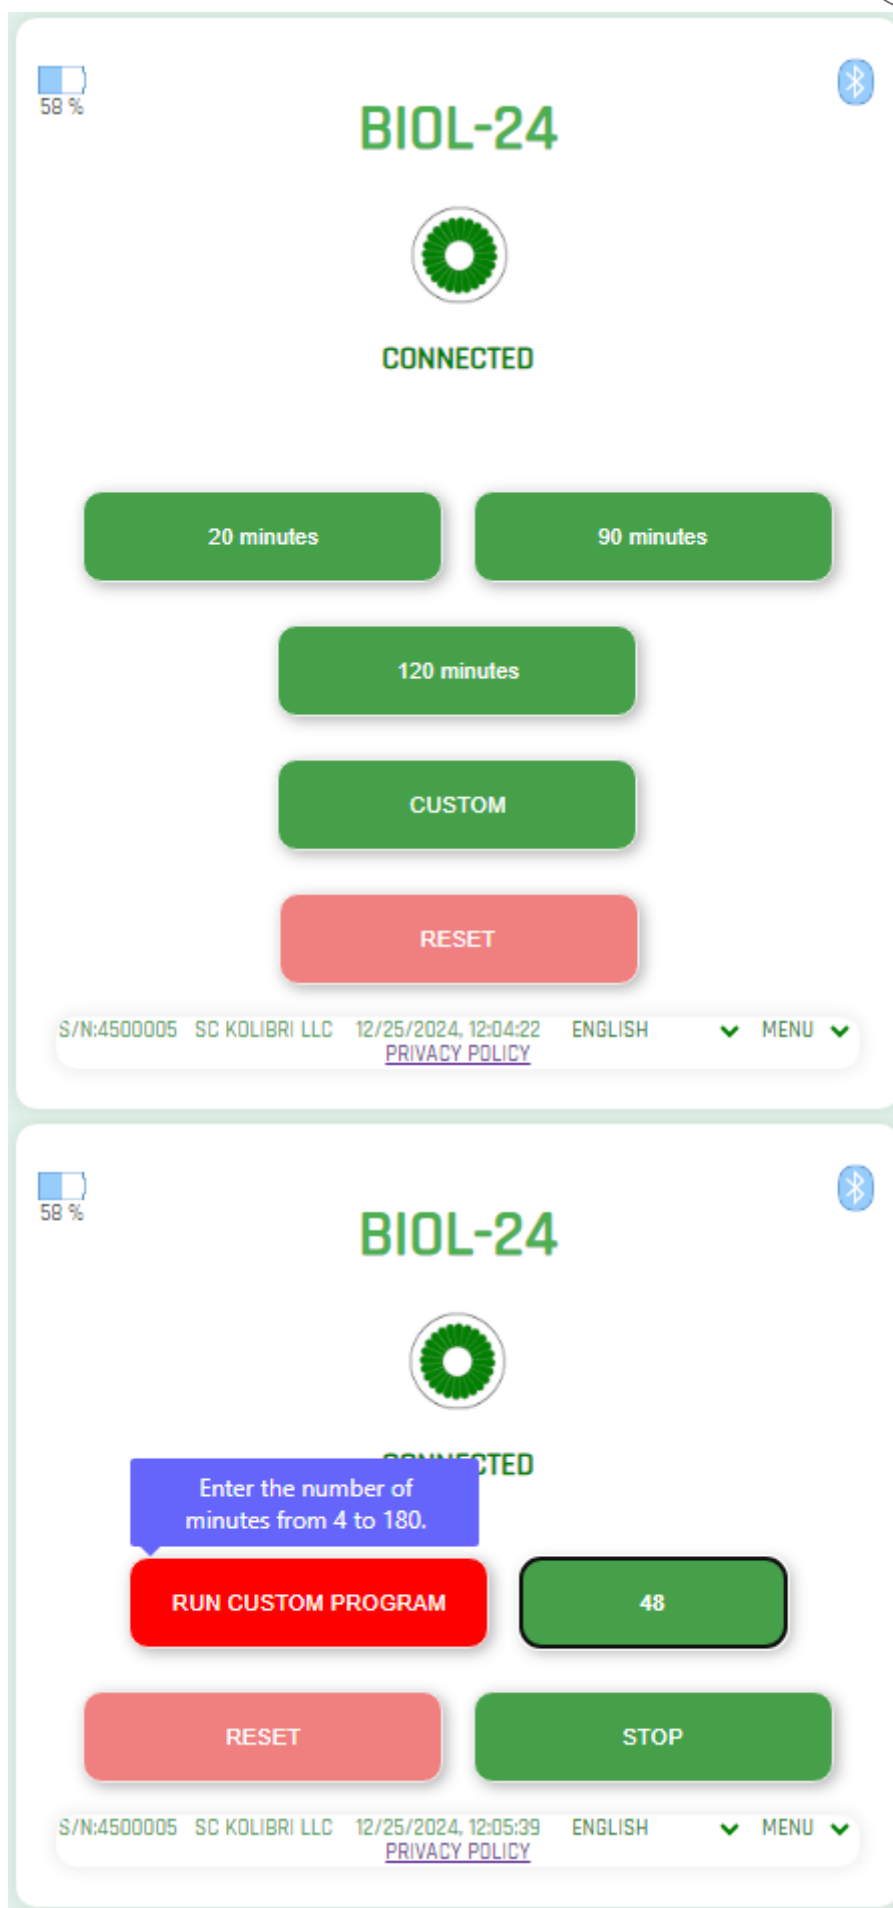 58 %
BIOL-24
CONNECTED
20 minutes
90 minutes
120 minutes
CUSTOM
RESET
S/N:4500005 SC KOLIBRI LLC 12/25/2024, 12:04:22 ENGLISH MENU
PRIVACY POLICY
58 %
BIOL-24
CONNECTED
Enter the number of
minutes from 4 to 180.
RUN CUSTOM PROGRAM
48
RESET
STOP
S/N:4500005 SC KOLIBRI LLC 12/25/2024, 12:05:39 ENGLISH MENU
PRIVACY POLICY